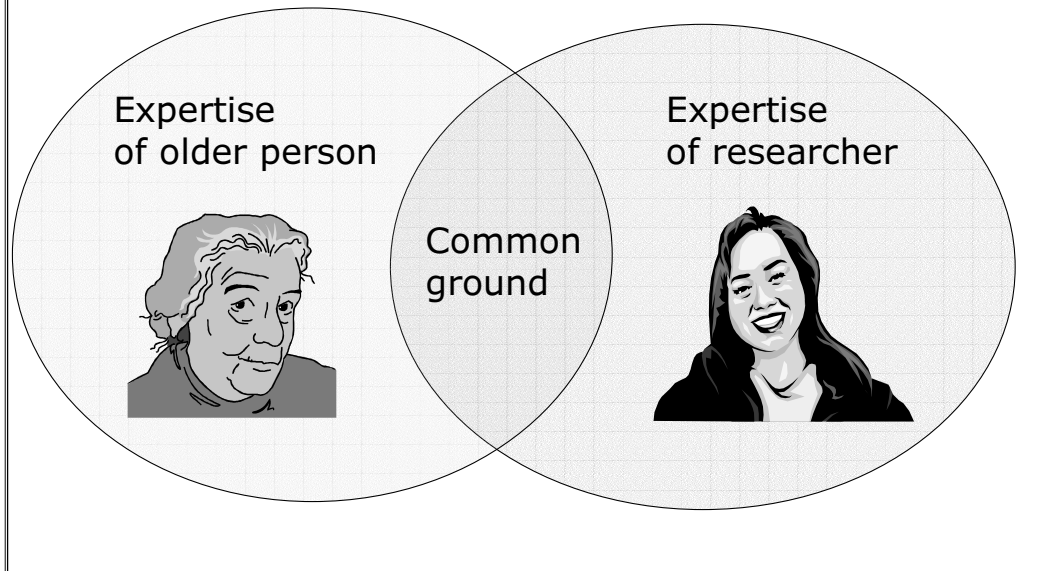 Expertise
of older person
Expertise
of researcher
Common
ground